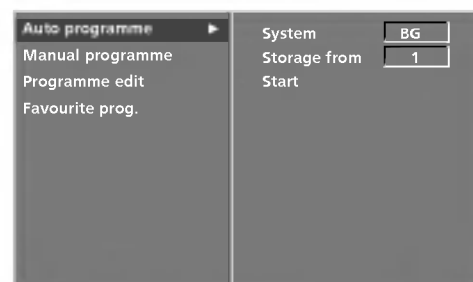 Auto programme ►
Manual programme
Programme edit
Favourite prog.
System BG
Storage from 1
Start